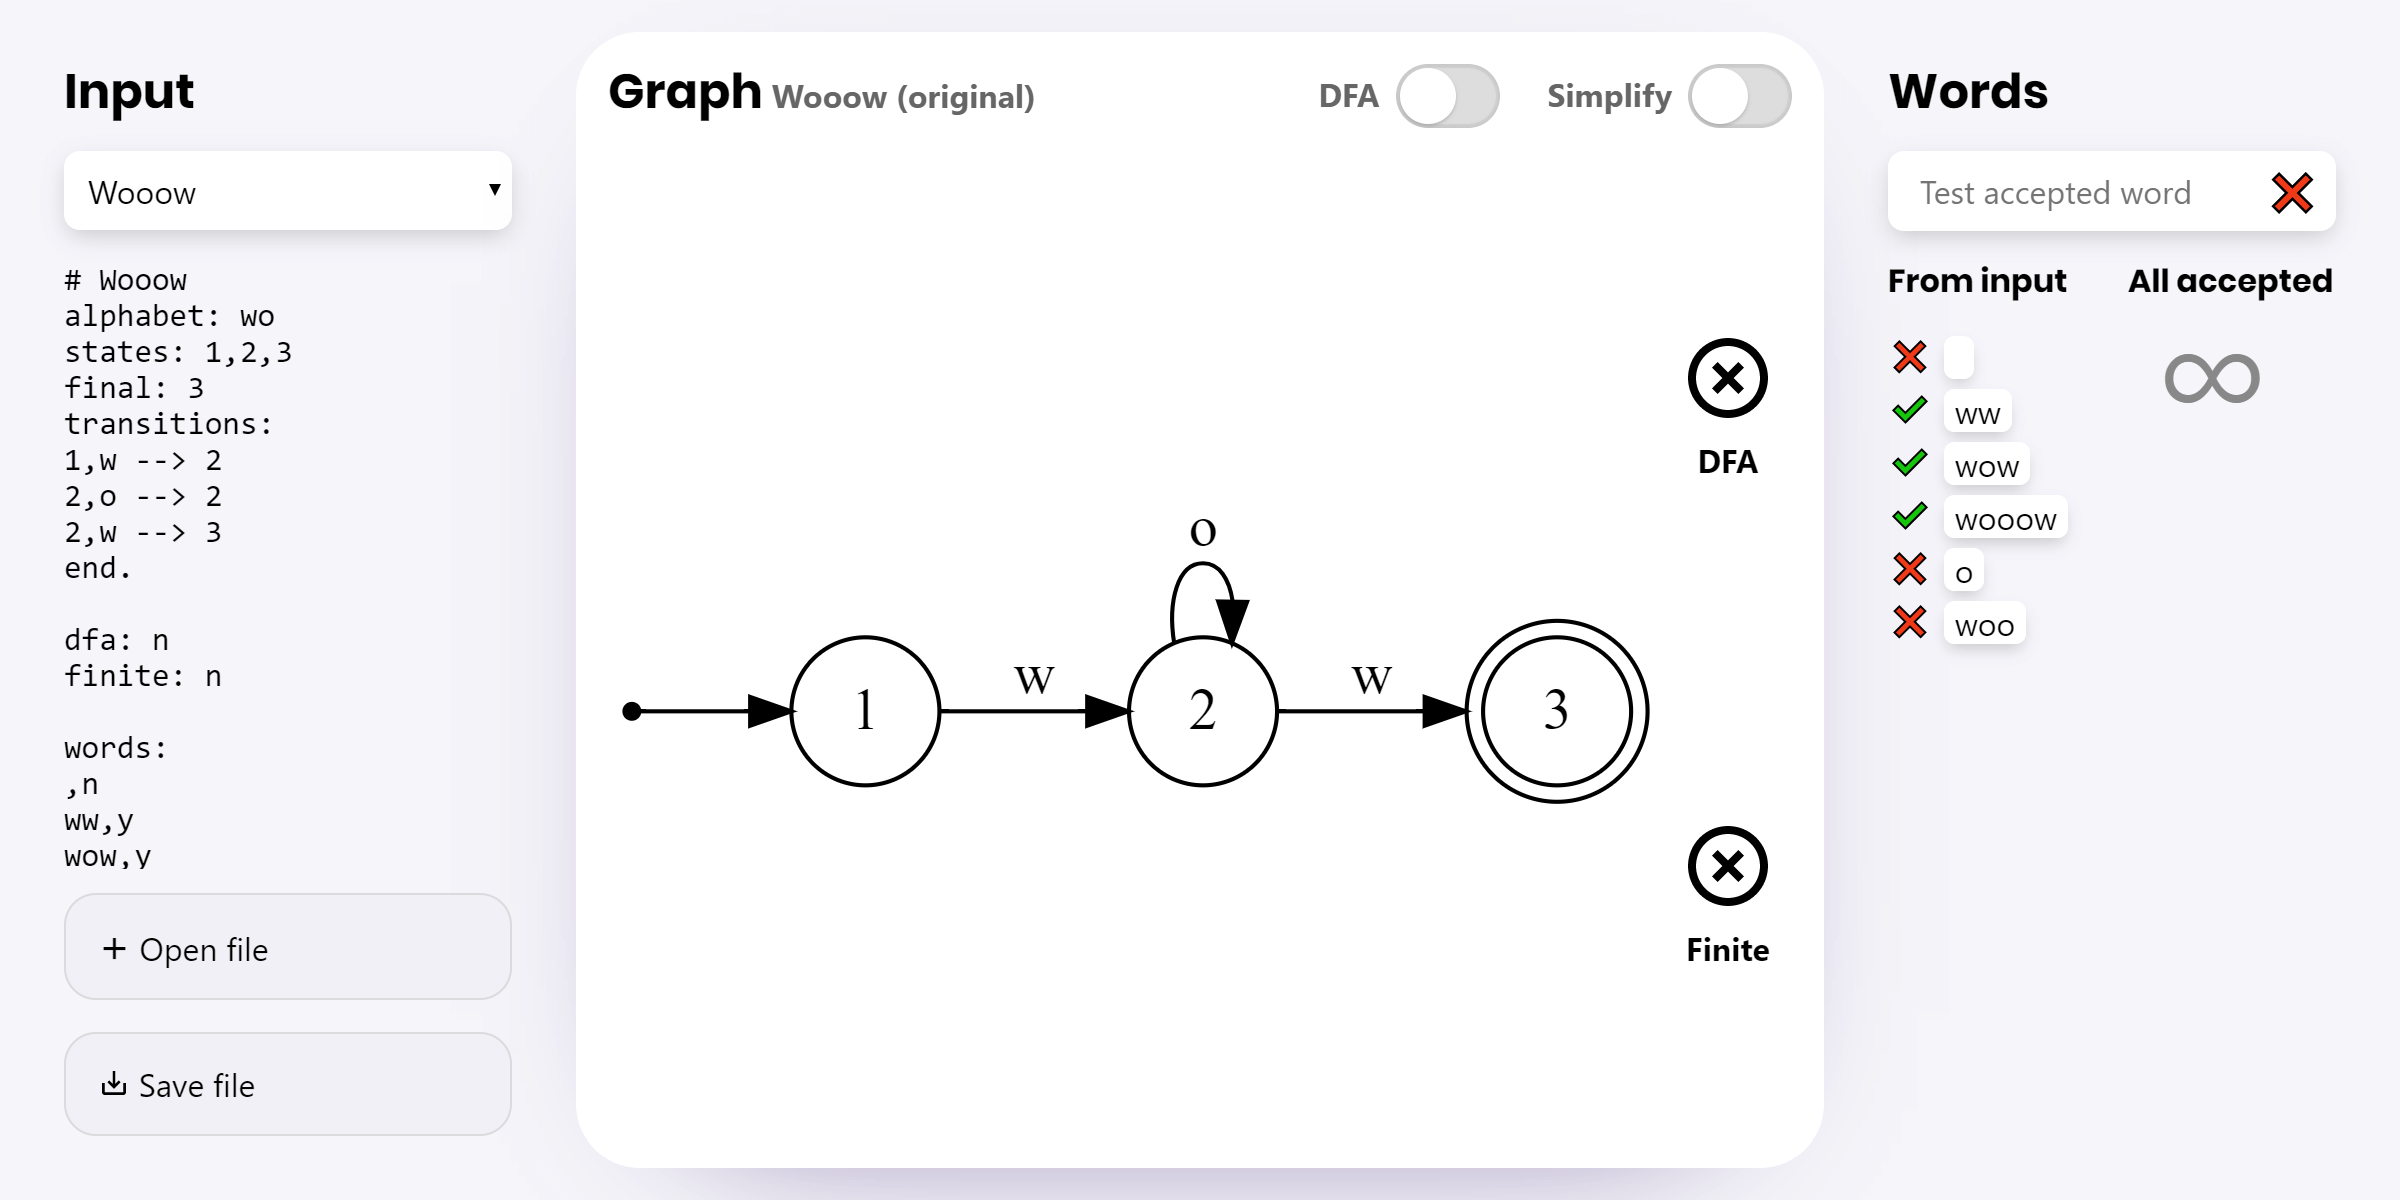 Input
Wooow
# Wooow
alphabet: wo
states: 1,2,3
final: 3
transitions:
1,w --> 2
2,o --> 2
2,w --> 3
end.
dfa: n
finite: n
words:
,n
ww,y
wow,y
Open file
Save file
Graph Wooow (original)
DFA
Simplify
DFA
o
1
w
2
w
3
Finite
Words
Test accepted word
From input
All accepted
∞
ww
wow
wooow
o
woo